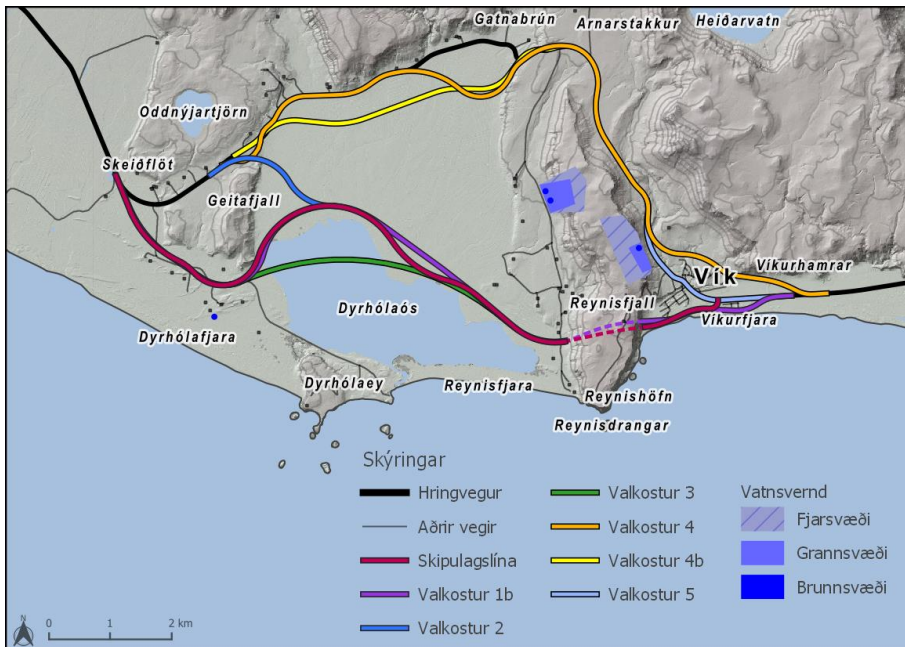 Gatnabrún
Arnarstakkur
Heiðarvatn
Oddnýjartjörn
Skeiðflöt
Geitafjall
Vík
Víkurhamrar
Dyrhólaós
Reynisfjall
Víkurfjara
Dyrhólafjara
Dyrhólaey
Reynisfjara
Reynishöfn
Reynisdrangar
Skýringar
Hringvegur
Aðrir vegir
Skipulagslína
Valkostur 1b
Valkostur 2
Valkostur 3
Valkostur 4
Valkostur 4b
Valkostur 5
Vatnsvernd
Fjarsvæði
Grannsvæði
Brunnsvæði
N
0 1 2 km